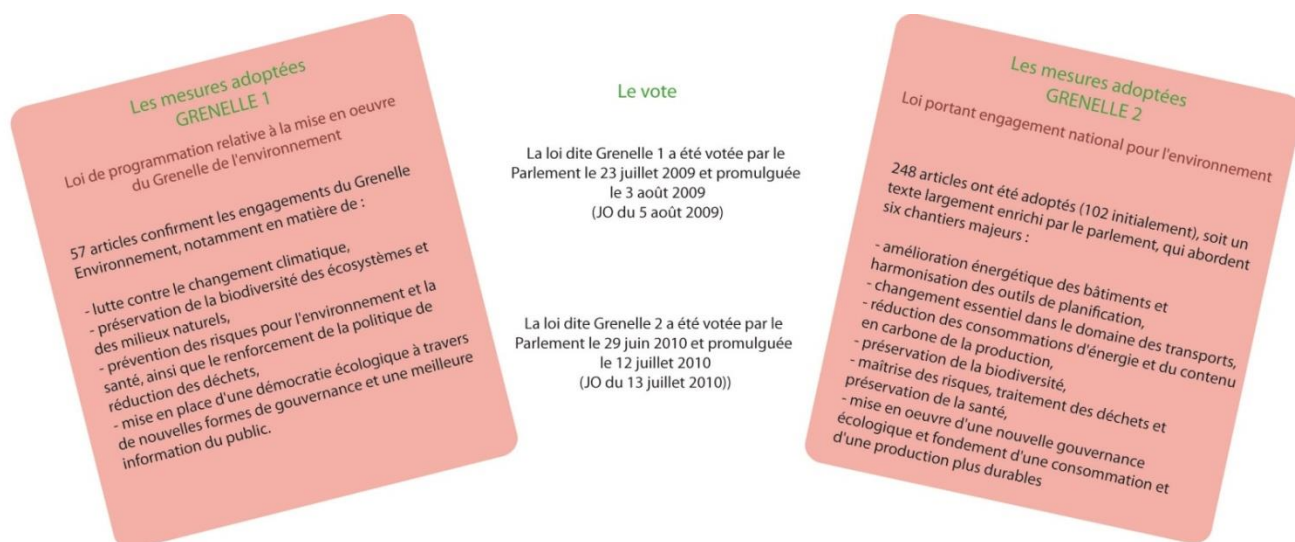 Les mesures adoptées
GRENELLE 1
Loi de programmation relative à la mise en oeuvre
du Grenelle de l'environnement
57 articles confirment les engagements du Grenelle
Environnement, notamment en matière de :
- lutte contre le changement climatique,
- préservation de la biodiversité des écosystèmes et
des milieux naturels,
- prévention des risques pour l'environnement et la
santé, ainsi que le renforcement de la politique de
réduction des déchets,
- mise en place d'une démocratie écologique à travers
de nouvelles formes de gouvernance et une meilleure
information du public.
Le vote
La loi dite Grenelle 1 a été votée par le
Parlement le 23 juillet 2009 et promulguée
le 3 août 2009
(JO du 5 août 2009)
La loi dite Grenelle 2 a été votée par le
Parlement le 29 juin 2010 et promulguée
le 12 juillet 2010
(JO du 13 juillet 2010))
Les mesures adoptées
GRENELLE 2
Loi portant engagement national pour l'environnement
248 articles ont été adoptés (102 initialement), soit un
texte largement enrichi par le parlement, qui abordent
six chantiers majeurs :
- amélioration énergétique des bâtiments et
harmonisation des outils de planification,
- changement essentiel dans le domaine des transports,
- réduction des consommations d'énergie et du contenu
en carbone de la production,
- préservation de la biodiversité,
- maîtrise des risques, traitement des déchets et
préservation de la santé,
- mise en oeuvre d'une nouvelle gouvernance
écologique et fondement d'une consommation et
d'une production plus durables